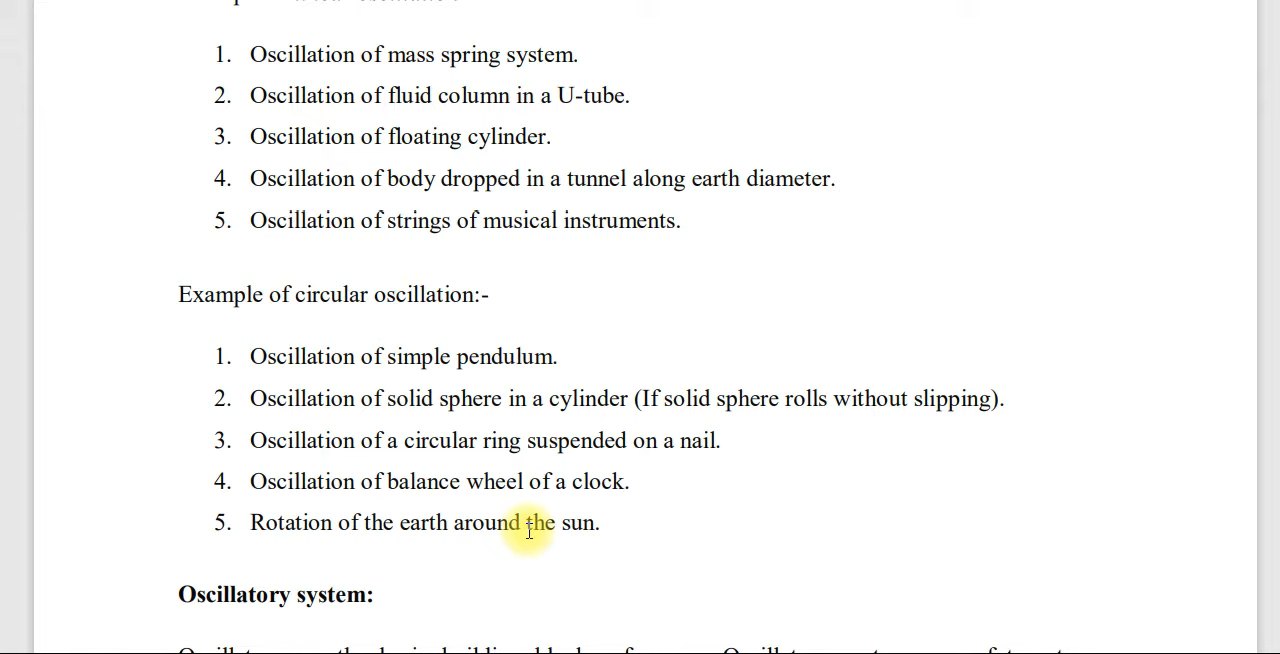 1. Oscillation of mass spring system.
2. Oscillation of fluid column in a U-tube.
3. Oscillation of floating cylinder.
4. Oscillation of body dropped in a tunnel along earth diameter.
5. Oscillation of strings of musical instruments.
Example of circular oscillation:-
1. Oscillation of simple pendulum.
2. Oscillation of solid sphere in a cylinder (If solid sphere rolls without slipping).
3. Oscillation of a circular ring suspended on a nail.
4. Oscillation of balance wheel of a clock.
5. Rotation of the earth around the sun.
Oscillatory system: